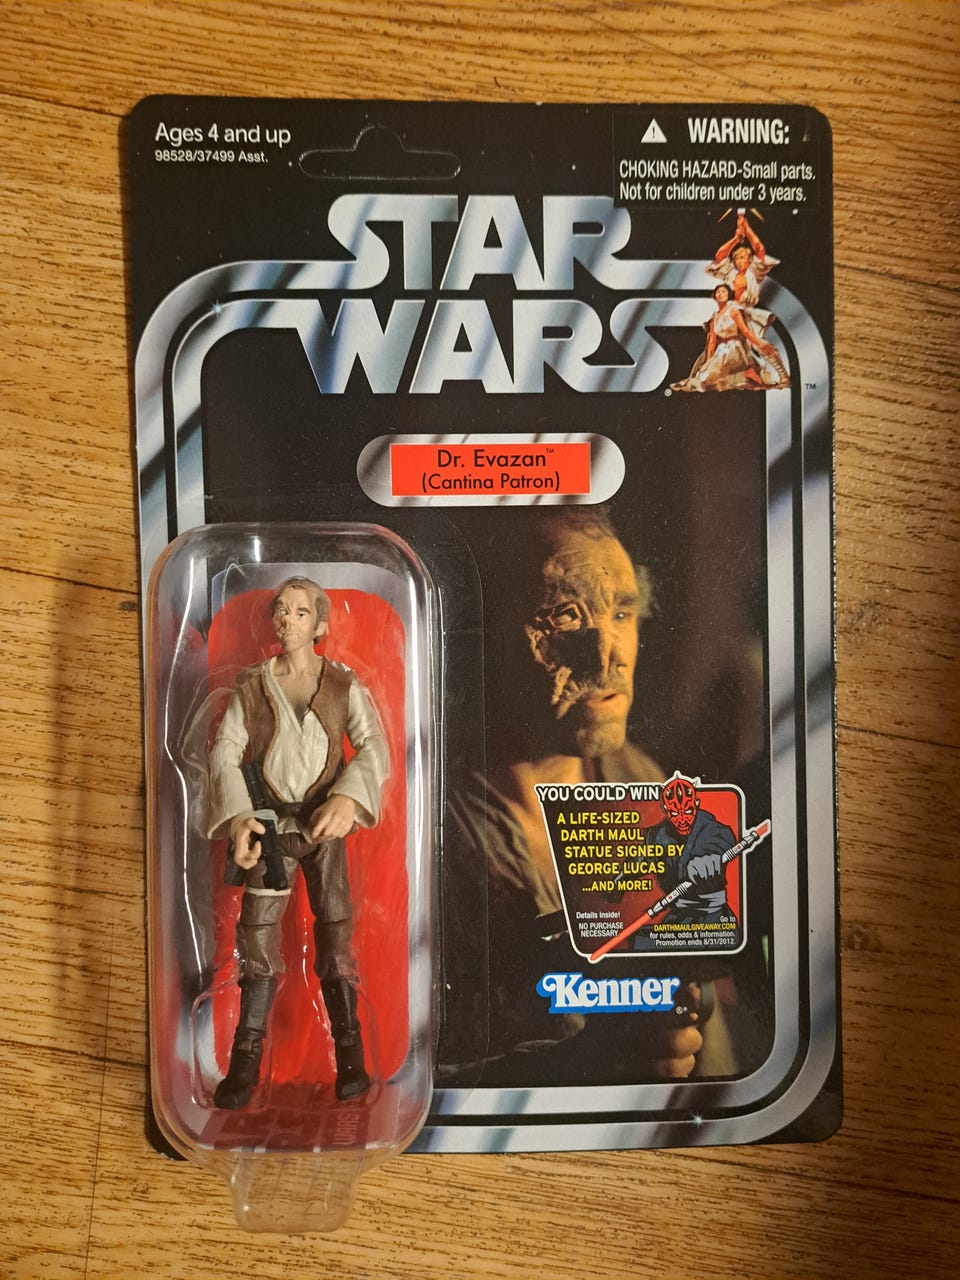 Ages 4 and up
98528/37499 Asst.
WARNING:
CHOKING HAZARD-Small parts.
Not for children under 3 years.
STAR
WARS
®
TM
Dr. Evazan™
(Cantina Patron)
YOU COULD WIN
A LIFE-SIZED
DARTH MAUL
STATUE SIGNED BY
GEORGE LUCAS
...AND MORE!
Details inside!
NO PURCHASE
NECESSARY
Go to
DARTHMAULGIVEAWAY.COM
for rules, odds & information.
Promotion ends 8/31/2012.
Kenner®